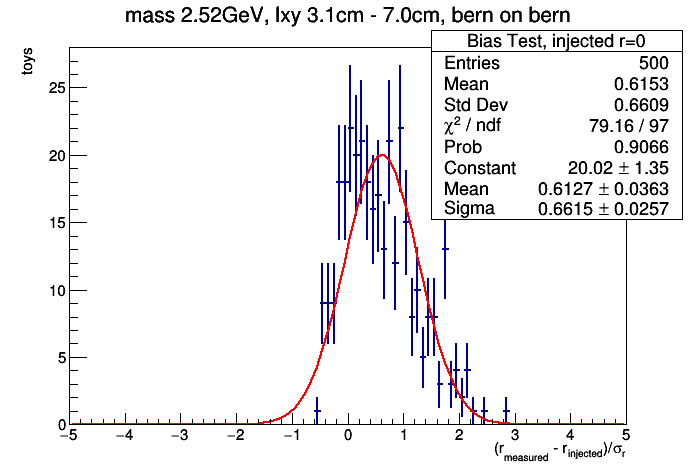 mass 2.52GeV, lxy 3.1cm - 7.0cm, bern on bern
Bias Test, injected r=0
Entries 500
Mean 0.6153
Std Dev 0.6609
χ² / ndf 79.16 / 97
Prob 0.9066
Constant 20.02 ± 1.35
Mean 0.6127 ± 0.0363
Sigma 0.6615 ± 0.0257
toys
25
20
15
10
5
0
−5 −4 −3 −2 −1 0 1 2 3 4 5
(r_measured - r_injected)/σ_r